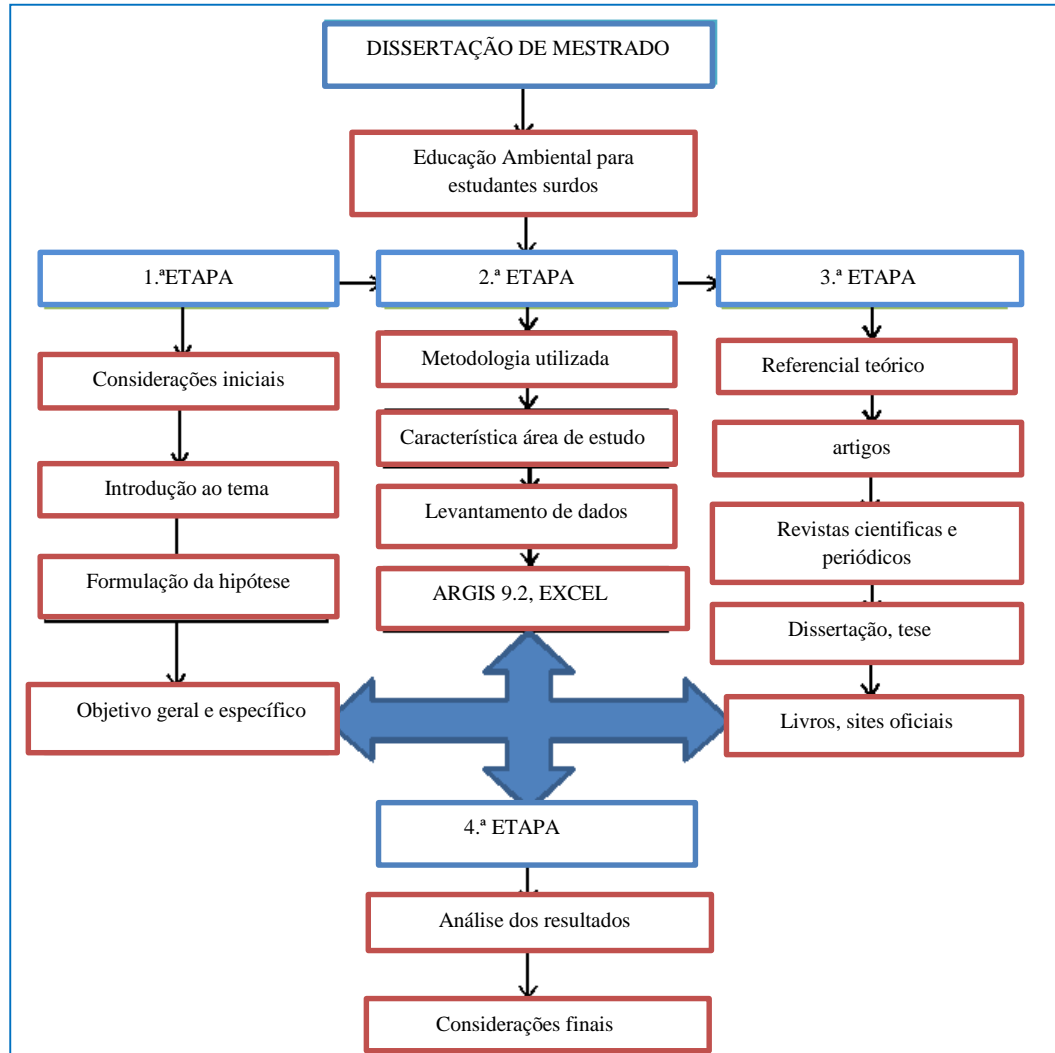 DISSERTAÇÃO DE MESTRADO
Educação Ambiental para
estudantes surdos
1.ªETAPA
Considerações iniciais
Introdução ao tema
Formulação da hipótese
Objetivo geral e específico
2.ª ETAPA
Metodologia utilizada
Característica área de estudo
Levantamento de dados
ARGIS 9.2, EXCEL
3.ª ETAPA
Referencial teórico
artigos
Revistas cientificas e
periódicos
Dissertação, tese
Livros, sites oficiais
4.ª ETAPA
Análise dos resultados
Considerações finais